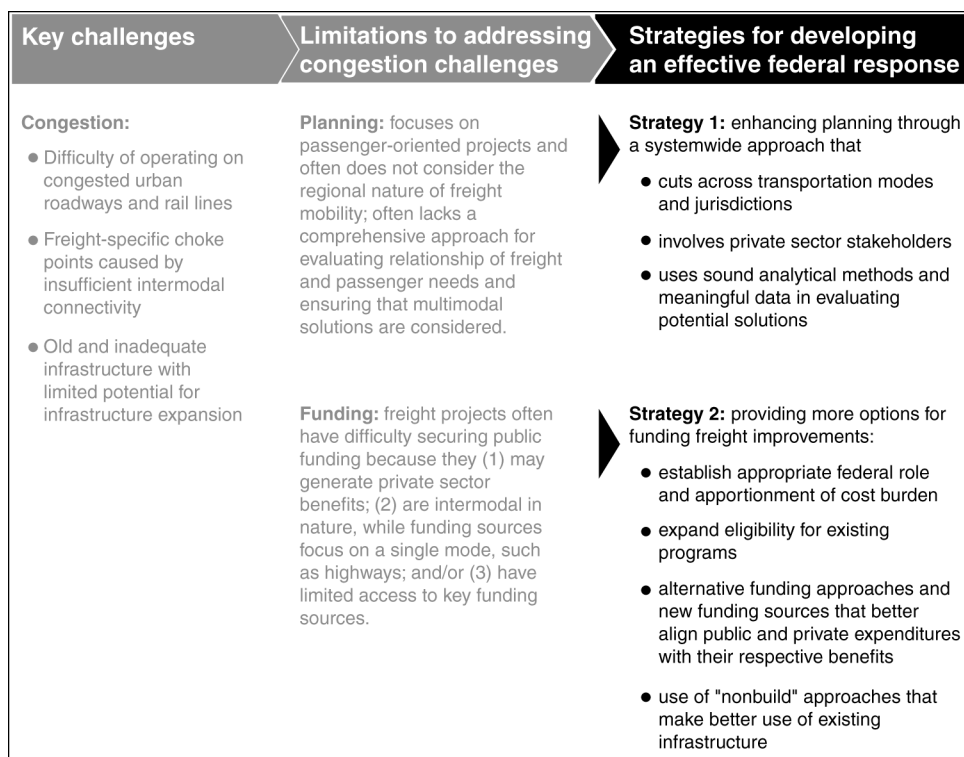 Key challenges
Limitations to addressing
congestion challenges
Strategies for developing
an effective federal response
Congestion:
● Difficulty of operating on
congested urban
roadways and rail lines
● Freight-specific choke
points caused by
insufficient intermodal
connectivity
● Old and inadequate
infrastructure with
limited potential for
infrastructure expansion
Planning: focuses on
passenger-oriented projects and
often does not consider the
regional nature of freight
mobility; often lacks a
comprehensive approach for
evaluating relationship of freight
and passenger needs and
ensuring that multimodal
solutions are considered.
Funding: freight projects often
have difficulty securing public
funding because they (1) may
generate private sector
benefits; (2) are intermodal in
nature, while funding sources
focus on a single mode, such
as highways; and/or (3) have
limited access to key funding
sources.
Strategy 1: enhancing planning through
a systemwide approach that
● cuts across transportation modes
and jurisdictions
● involves private sector stakeholders
● uses sound analytical methods and
meaningful data in evaluating
potential solutions
Strategy 2: providing more options for
funding freight improvements:
● establish appropriate federal role
and apportionment of cost burden
● expand eligibility for existing
programs
● alternative funding approaches and
new funding sources that better
align public and private expenditures
with their respective benefits
● use of "nonbuild" approaches that
make better use of existing
infrastructure